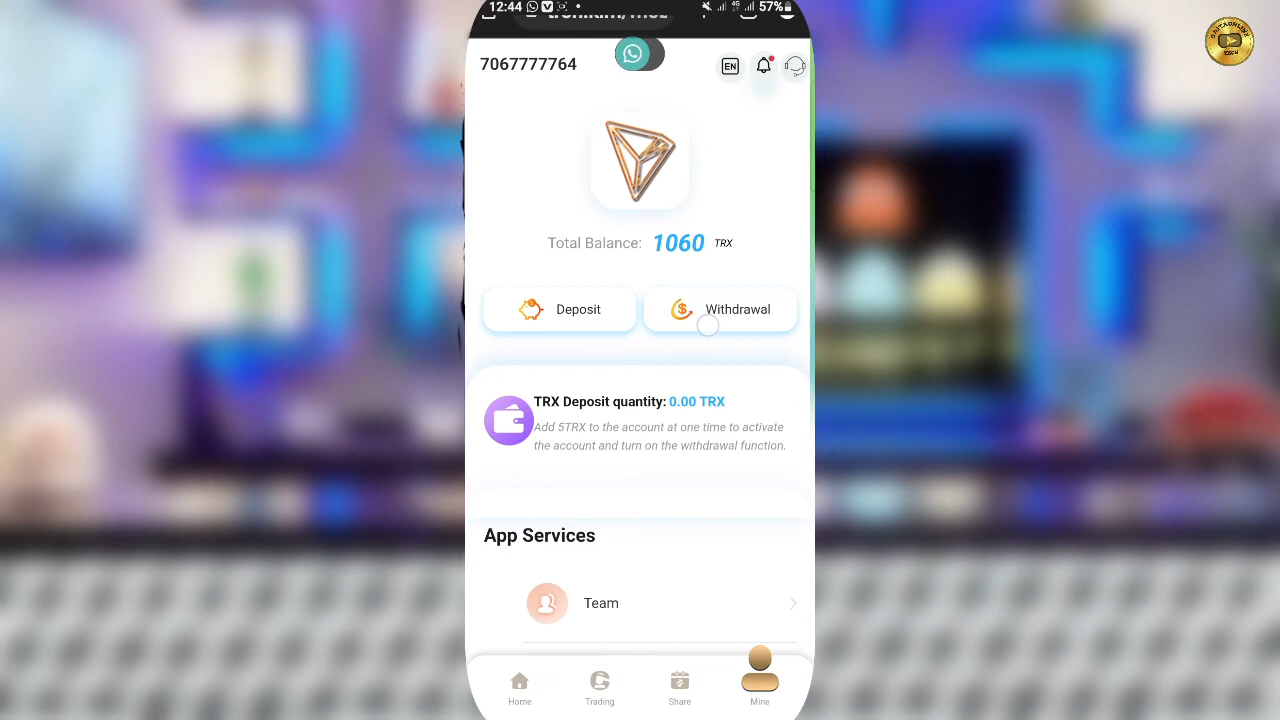 12:44
57%
7067777764
EN
Total Balance: 1060 TRX
Deposit
Withdrawal
TRX Deposit quantity: 0.00 TRX
Add 5TRX to the account at one time to activate
the account and turn on the withdrawal function.
App Services
Team
Home
Trading
Share
Mine